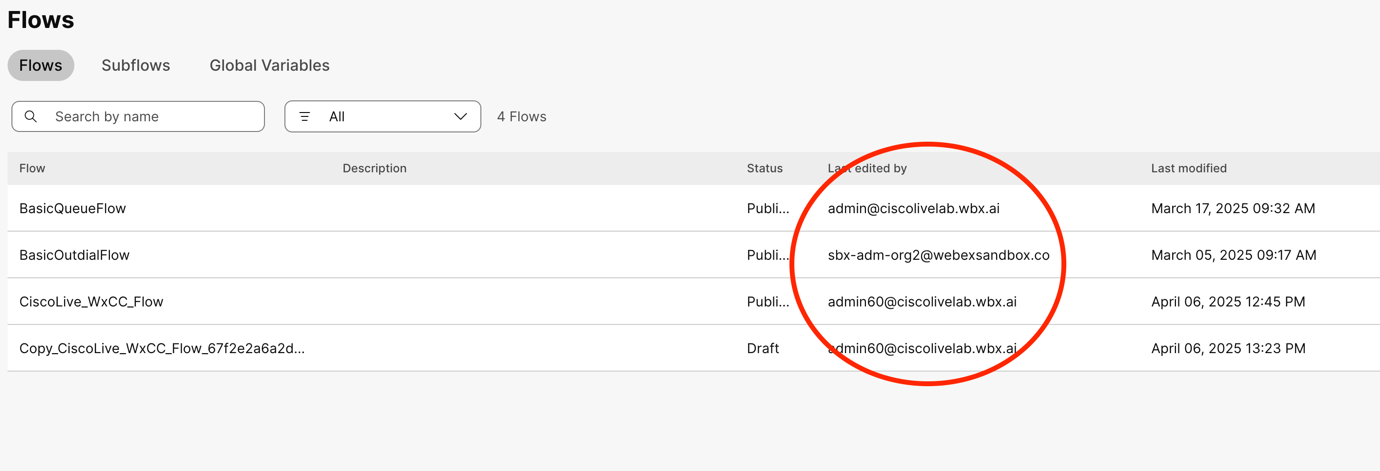 Flows
Flows Subflows Global Variables
Search by name All 4 Flows
Flow Description Status Last edited by Last modified
BasicQueueFlow Publi... admin@ciscolivelab.wbx.ai March 17, 2025 09:32 AM
BasicOutdialFlow Publi... sbx-adm-org2@webexsandbox.co March 05, 2025 09:17 AM
CiscoLive_WxCC_Flow Publi... admin60@ciscolivelab.wbx.ai April 06, 2025 12:45 PM
Copy_CiscoLive_WxCC_Flow_67f2e2a6a2d... Draft admin60@ciscolivelab.wbx.ai April 06, 2025 13:23 PM